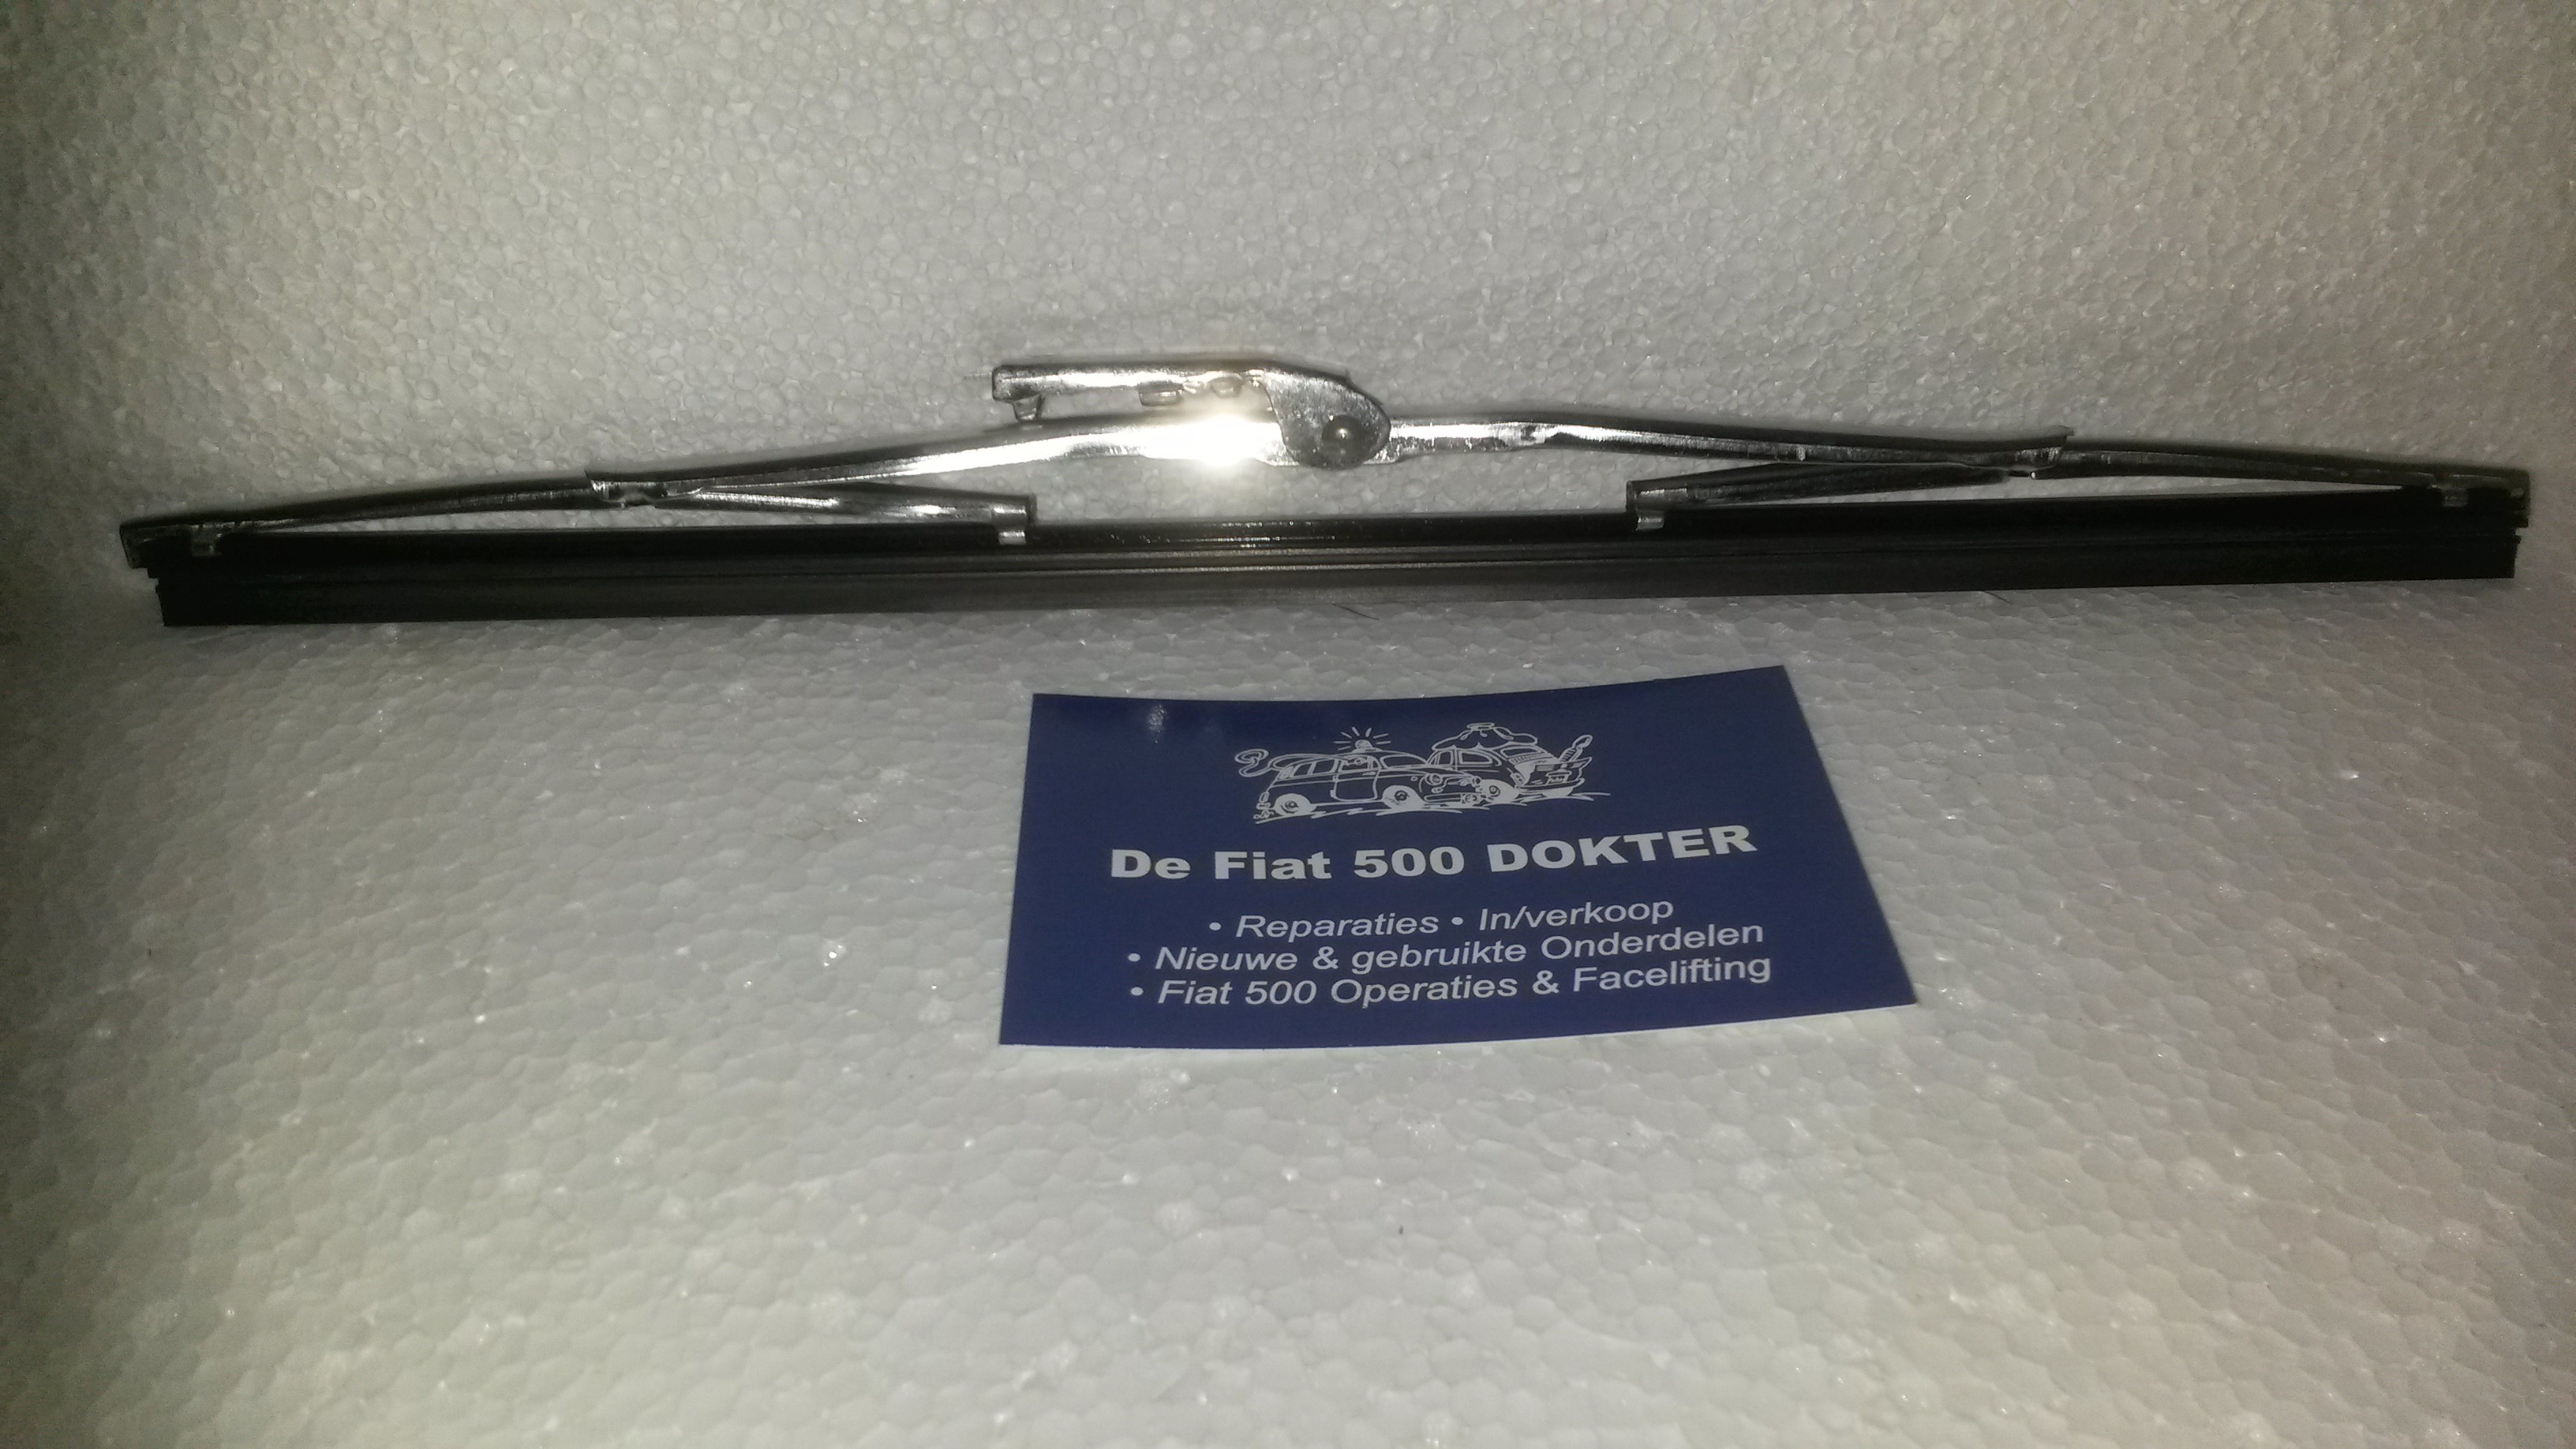 De Fiat 500 DOKTER
• Reparaties • In/verkoop
• Nieuwe & gebruikte Onderdelen
• Fiat 500 Operaties & Facelifting